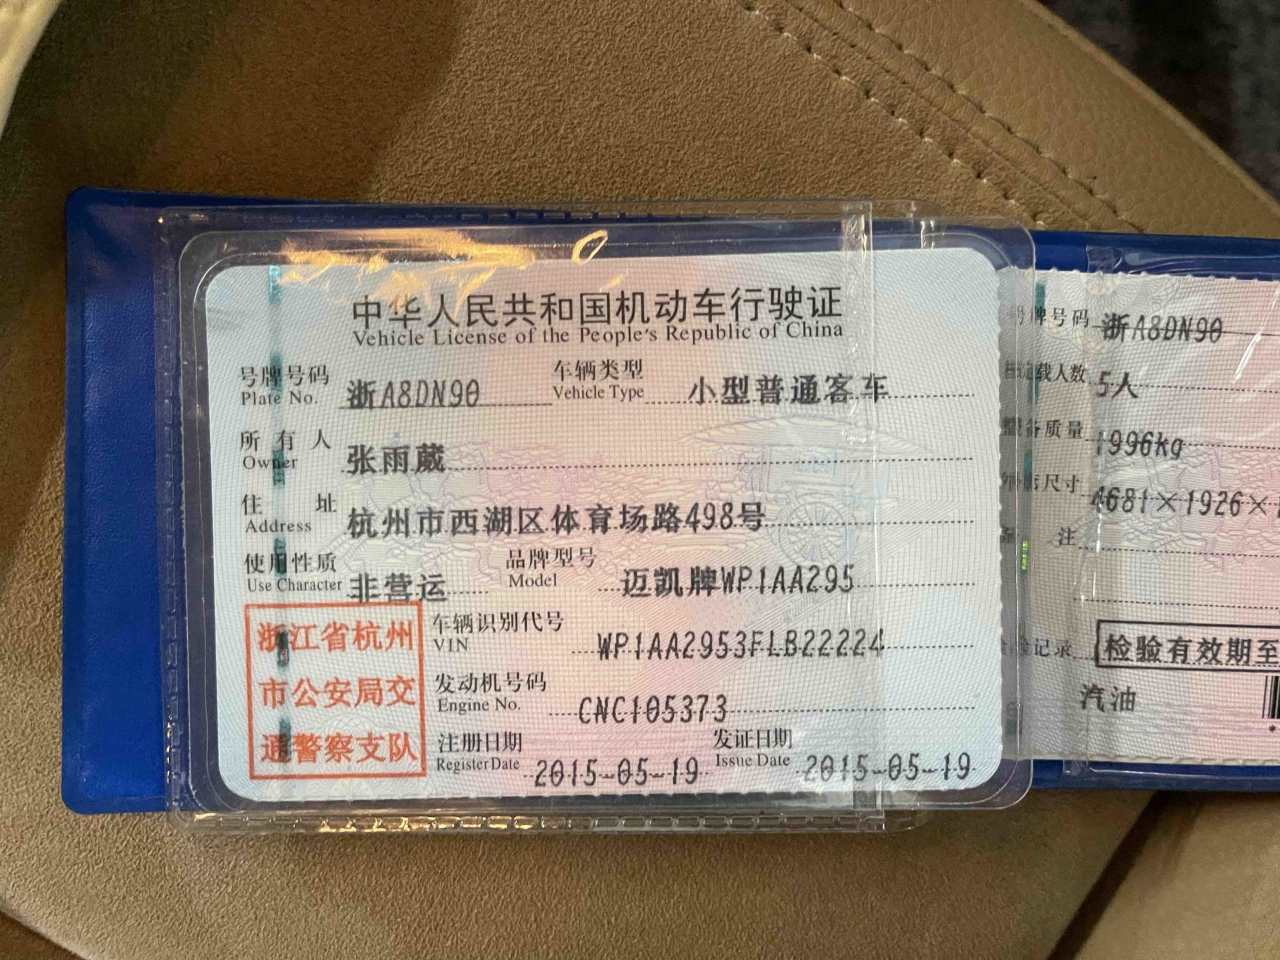 中华人民共和国机动车行驶证
Vehicle License of the People's Republic of China
号牌号码 浙A8DN90 车辆类型 小型普通客车
Plate No. Vehicle Type
所有人 张雨葳
Owner
住址 杭州市西湖区体育场路498号
Address
使用性质 非营运 品牌型号 迈凯牌WP1AA295
Use Character Model
浙江省杭州
市公安局交
通警察支队
车辆识别代号 WP1AA2953FLB22224
VIN
发动机号码 CNC105373
Engine No.
注册日期 2015-05-19 发证日期 2015-05-19
Register Date Issue Date
号牌号码 浙A8DN90
载人数 5人
备质量 1996kg
尺寸 4681×1926×
注
记录 检验有效期至
汽油